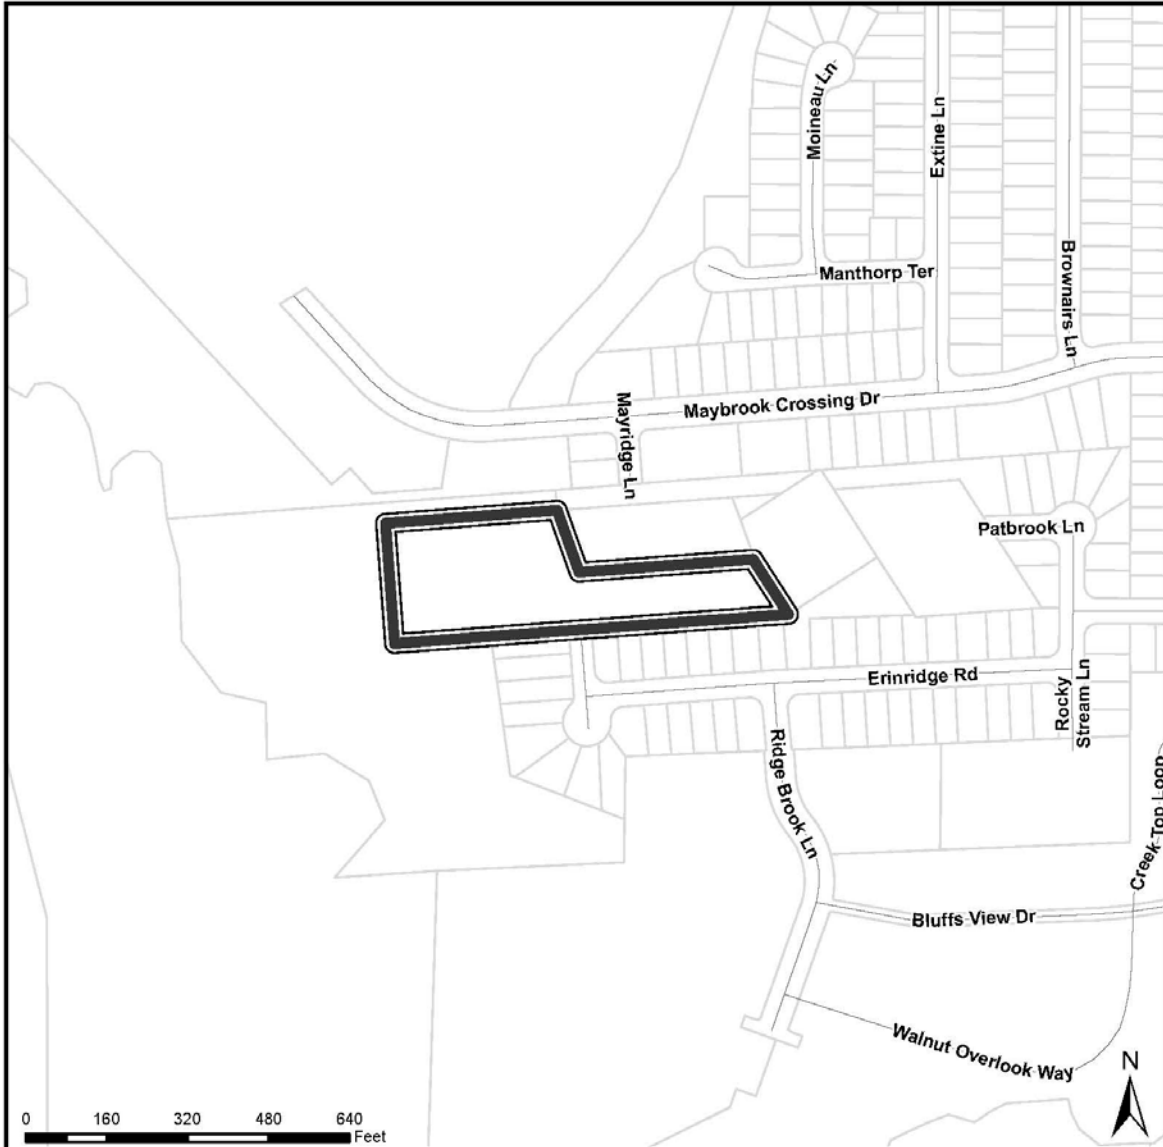 Moineau Ln
Extine Ln
Brownairs Ln
Manthorp Ter
Mayridge Ln
Maybrook Crossing Dr
Patbrook Ln
Erinridge Rd
Rocky
Stream Ln
Ridge Brook Ln
Creek Top Loop
Bluffs View Dr
Walnut Overlook Way
N
0 160 320 480 640
Feet